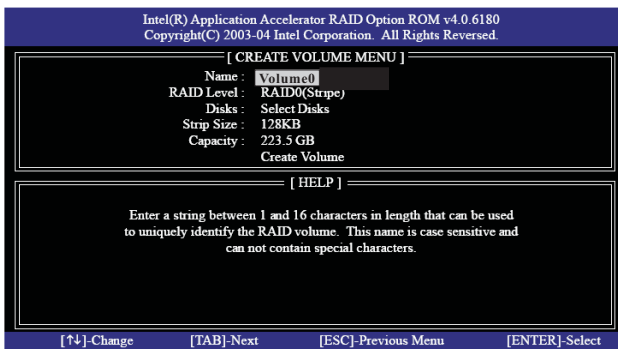 Intel(R) Application Accelerator RAID Option ROM v4.0.6180
Copyright(C) 2003-04 Intel Corporation. All Rights Reversed.
[ CREATE VOLUME MENU ]
Name : Volume0
RAID Level : RAID0(Stripe)
Disks : Select Disks
Strip Size : 128KB
Capacity : 223.5 GB
Create Volume
[ HELP ]
Enter a string between 1 and 16 characters in length that can be used
to uniquely identify the RAID volume. This name is case sensitive and
can not contain special characters.
[↑↓]-Change [TAB]-Next [ESC]-Previous Menu [ENTER]-Select